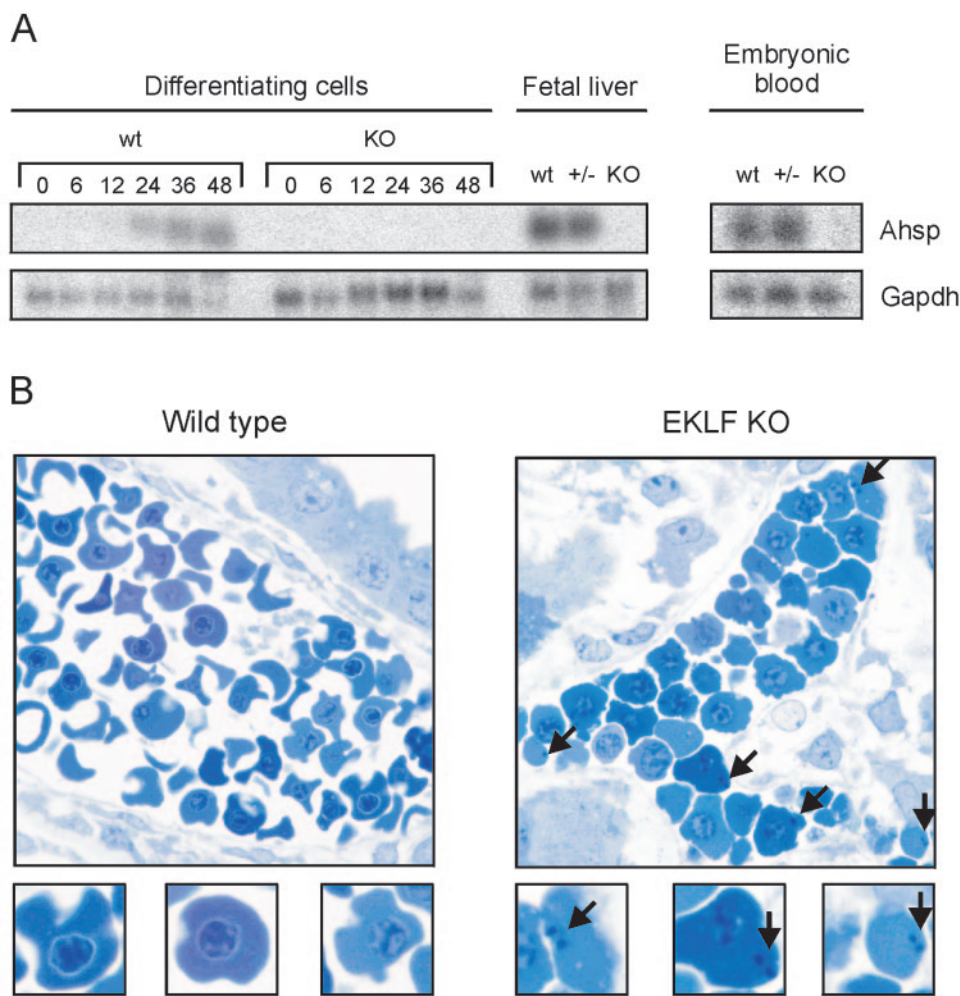 A
Differentiating cells
Fetal liver
Embryonic
blood
wt
KO
0 6 12 24 36 48
0 6 12 24 36 48
wt +/- KO
wt +/- KO
Ahsp
Gapdh
B
Wild type
EKLF KO